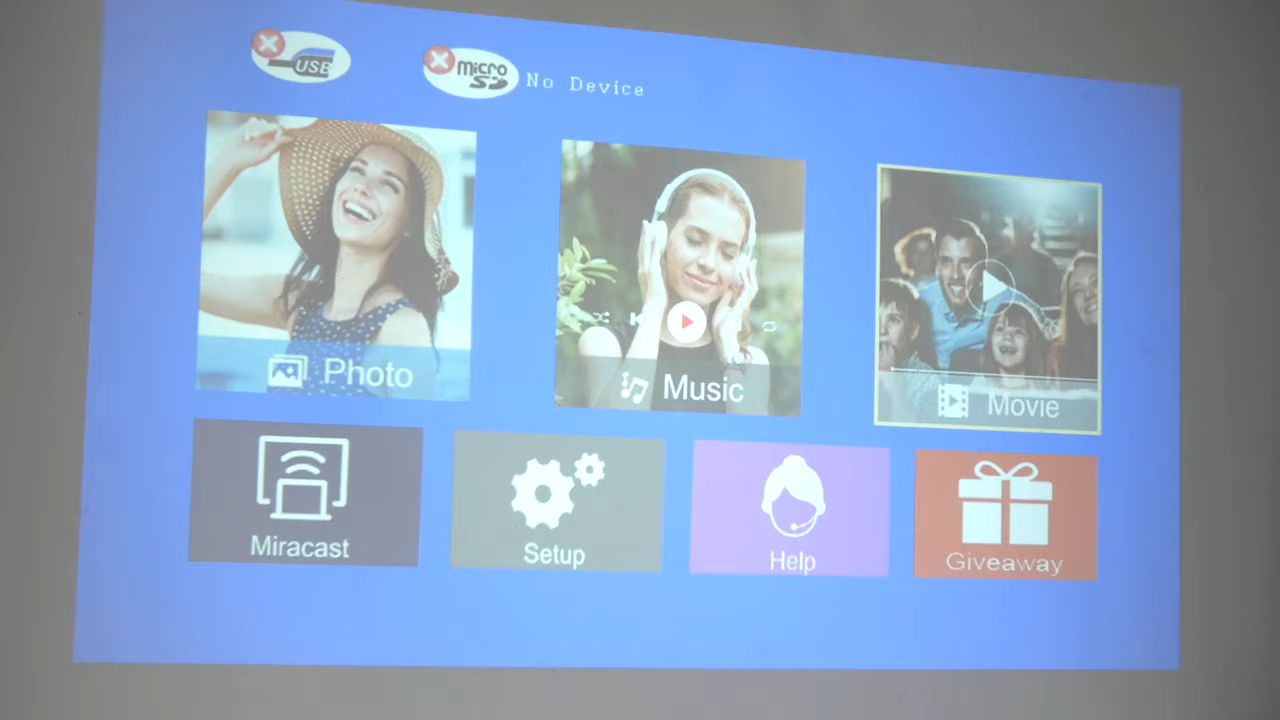 USB
micro
SD
No Device
Photo
Music
Movie
Miracast
Setup
Help
Giveaway